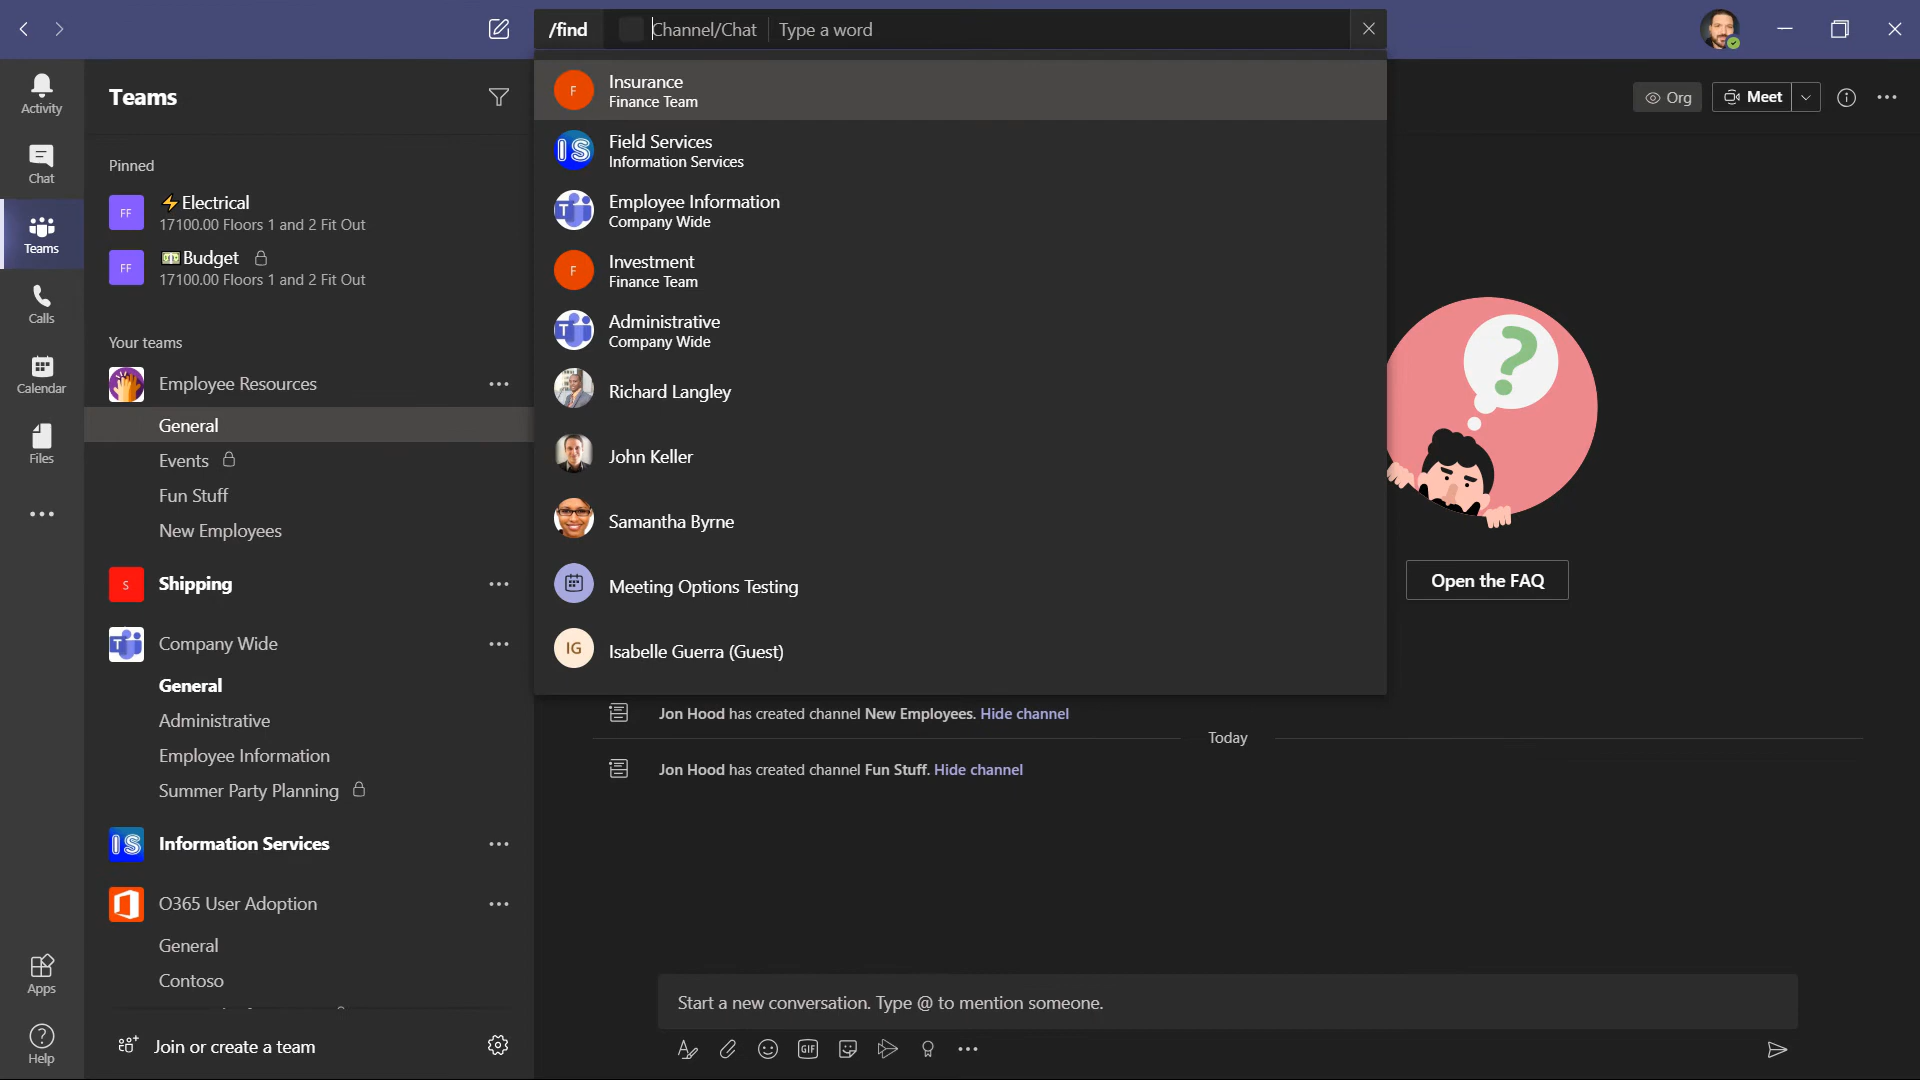 /find
Channel/Chat
Type a word
Activity
Chat
Teams
Calls
Calendar
Files
Apps
Help
Teams
Pinned
FF
⚡Electrical
17100.00 Floors 1 and 2 Fit Out
FF
💵Budget
17100.00 Floors 1 and 2 Fit Out
Your teams
Employee Resources
General
Events
Fun Stuff
New Employees
S
Shipping
T
Company Wide
General
Administrative
Employee Information
Summer Party Planning
IS
Information Services
O365 User Adoption
General
Contoso
Join or create a team
F
Insurance
Finance Team
IS
Field Services
Information Services
T
Employee Information
Company Wide
F
Investment
Finance Team
T
Administrative
Company Wide
Richard Langley
John Keller
Samantha Byrne
Meeting Options Testing
IG
Isabelle Guerra (Guest)
Org
Meet
?
Open the FAQ
Jon Hood has created channel New Employees. Hide channel
Today
Jon Hood has created channel Fun Stuff. Hide channel
Start a new conversation. Type @ to mention someone.
GIF